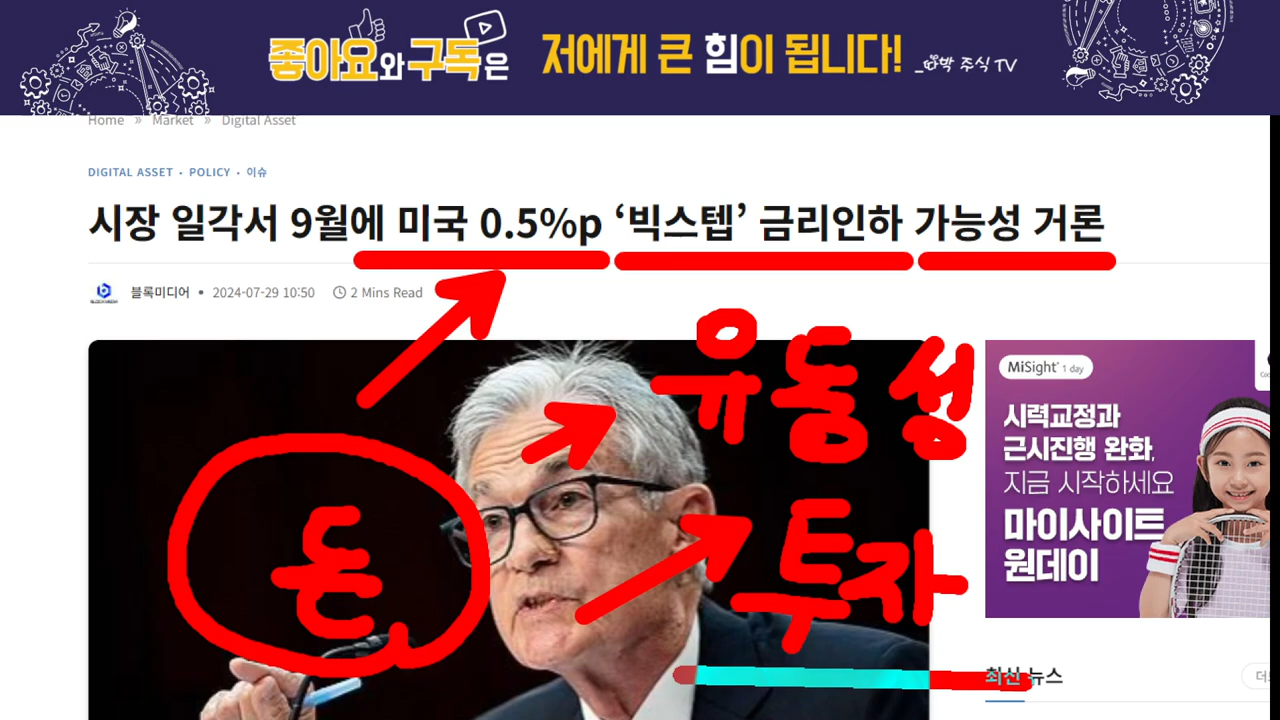 좋아요와 구독은 저에게 큰 힘이 됩니다!
박 주식 TV
Home » Market » Digital Asset
DIGITAL ASSET • POLICY • 이슈
시장 일각서 9월에 미국 0.5%p ‘빅스텝’ 금리인하 가능성 거론
블록미디어 • 2024-07-29 10:50 2 Mins Read
유동성
돈
투자
MiSight 1 day
시력교정과
근시진행 완화,
지금 시작하세요
마이사이트
원데이
최신 뉴스